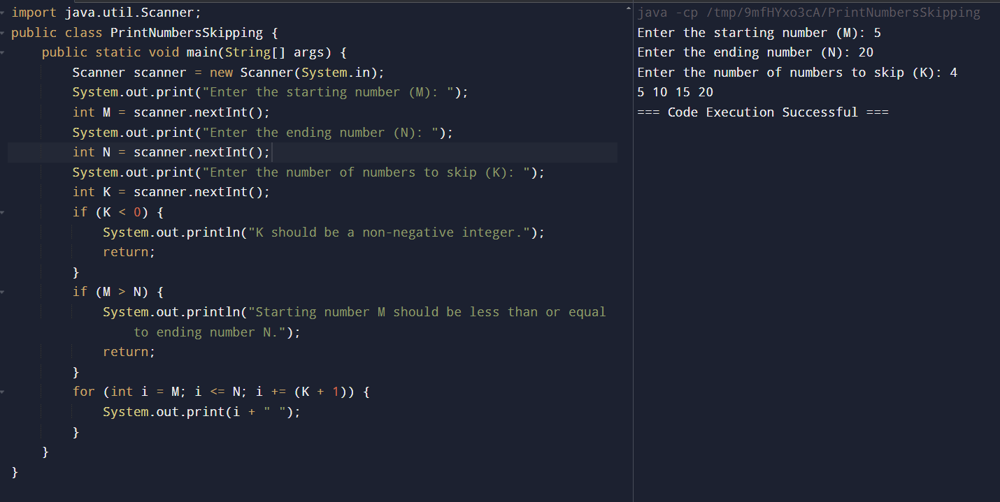 import java.util.Scanner;
public class PrintNumbersSkipping {
    public static void main(String[] args) {
        Scanner scanner = new Scanner(System.in);
        System.out.print("Enter the starting number (M): ");
        int M = scanner.nextInt();
        System.out.print("Enter the ending number (N): ");
        int N = scanner.nextInt();
        System.out.print("Enter the number of numbers to skip (K): ");
        int K = scanner.nextInt();
        if (K < 0) {
            System.out.println("K should be a non-negative integer.");
            return;
        }
        if (M > N) {
            System.out.println("Starting number M should be less than or equal
                to ending number N.");
            return;
        }
        for (int i = M; i <= N; i += (K + 1)) {
            System.out.print(i + " ");
        }
    }
}
java -cp /tmp/9mfHYxo3cA/PrintNumbersSkipping
Enter the starting number (M): 5
Enter the ending number (N): 20
Enter the number of numbers to skip (K): 4
5 10 15 20
=== Code Execution Successful ===